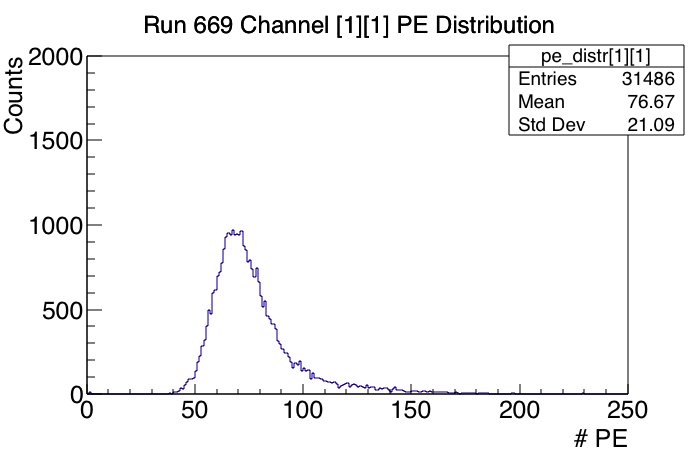 Run 669 Channel [1][1] PE Distribution
pe_distr[1][1]
Entries 31486
Mean 76.67
Std Dev 21.09
Counts
2000
1500
1000
500
0
0 50 100 150 200 250
# PE